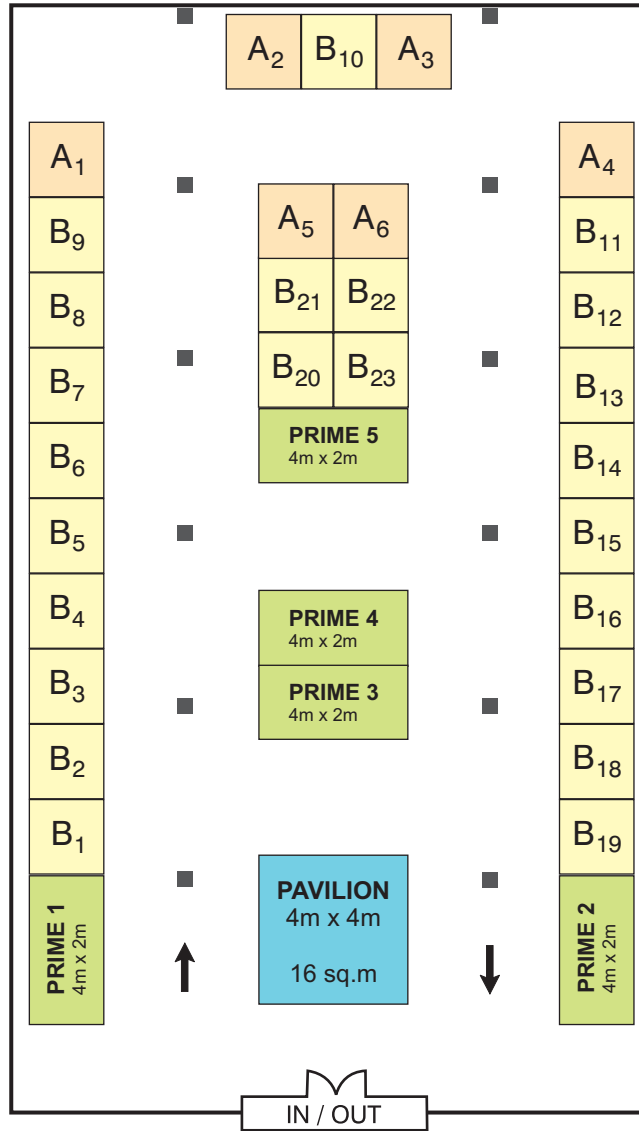 A2 B10 A3
A1
A4
B9
B11
A5 A6
B8
B12
B21 B22
B7
B13
B20 B23
B6
B14
PRIME 5
4m x 2m
B5
B15
B4
B16
PRIME 4
4m x 2m
B3
B17
PRIME 3
4m x 2m
B2
B18
B1
B19
PRIME 1
4m x 2m
PAVILION
4m x 4m
16 sq.m
PRIME 2
4m x 2m
IN / OUT